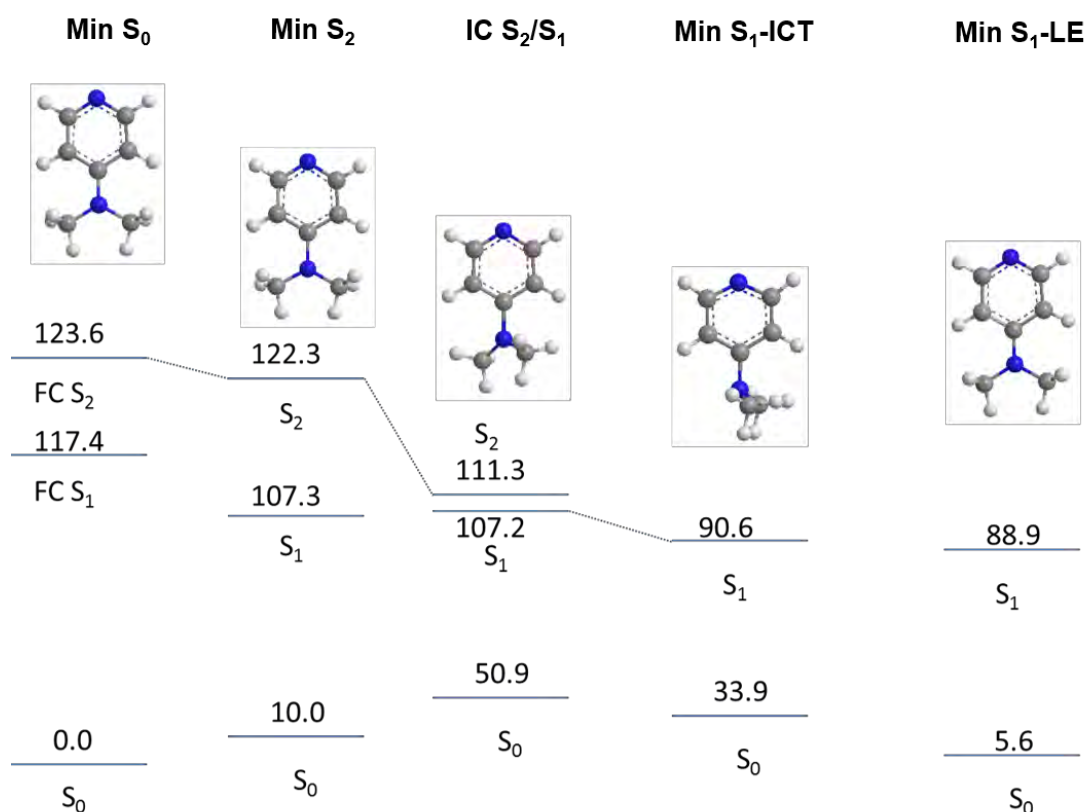 Min S₀
Min S₂
IC S₂/S₁
Min S₁-ICT
Min S₁-LE
123.6
FC S₂
117.4
FC S₁
0.0
S₀
122.3
S₂
107.3
S₁
10.0
S₀
S₂
111.3
107.2
S₁
50.9
S₀
90.6
S₁
33.9
S₀
88.9
S₁
5.6
S₀